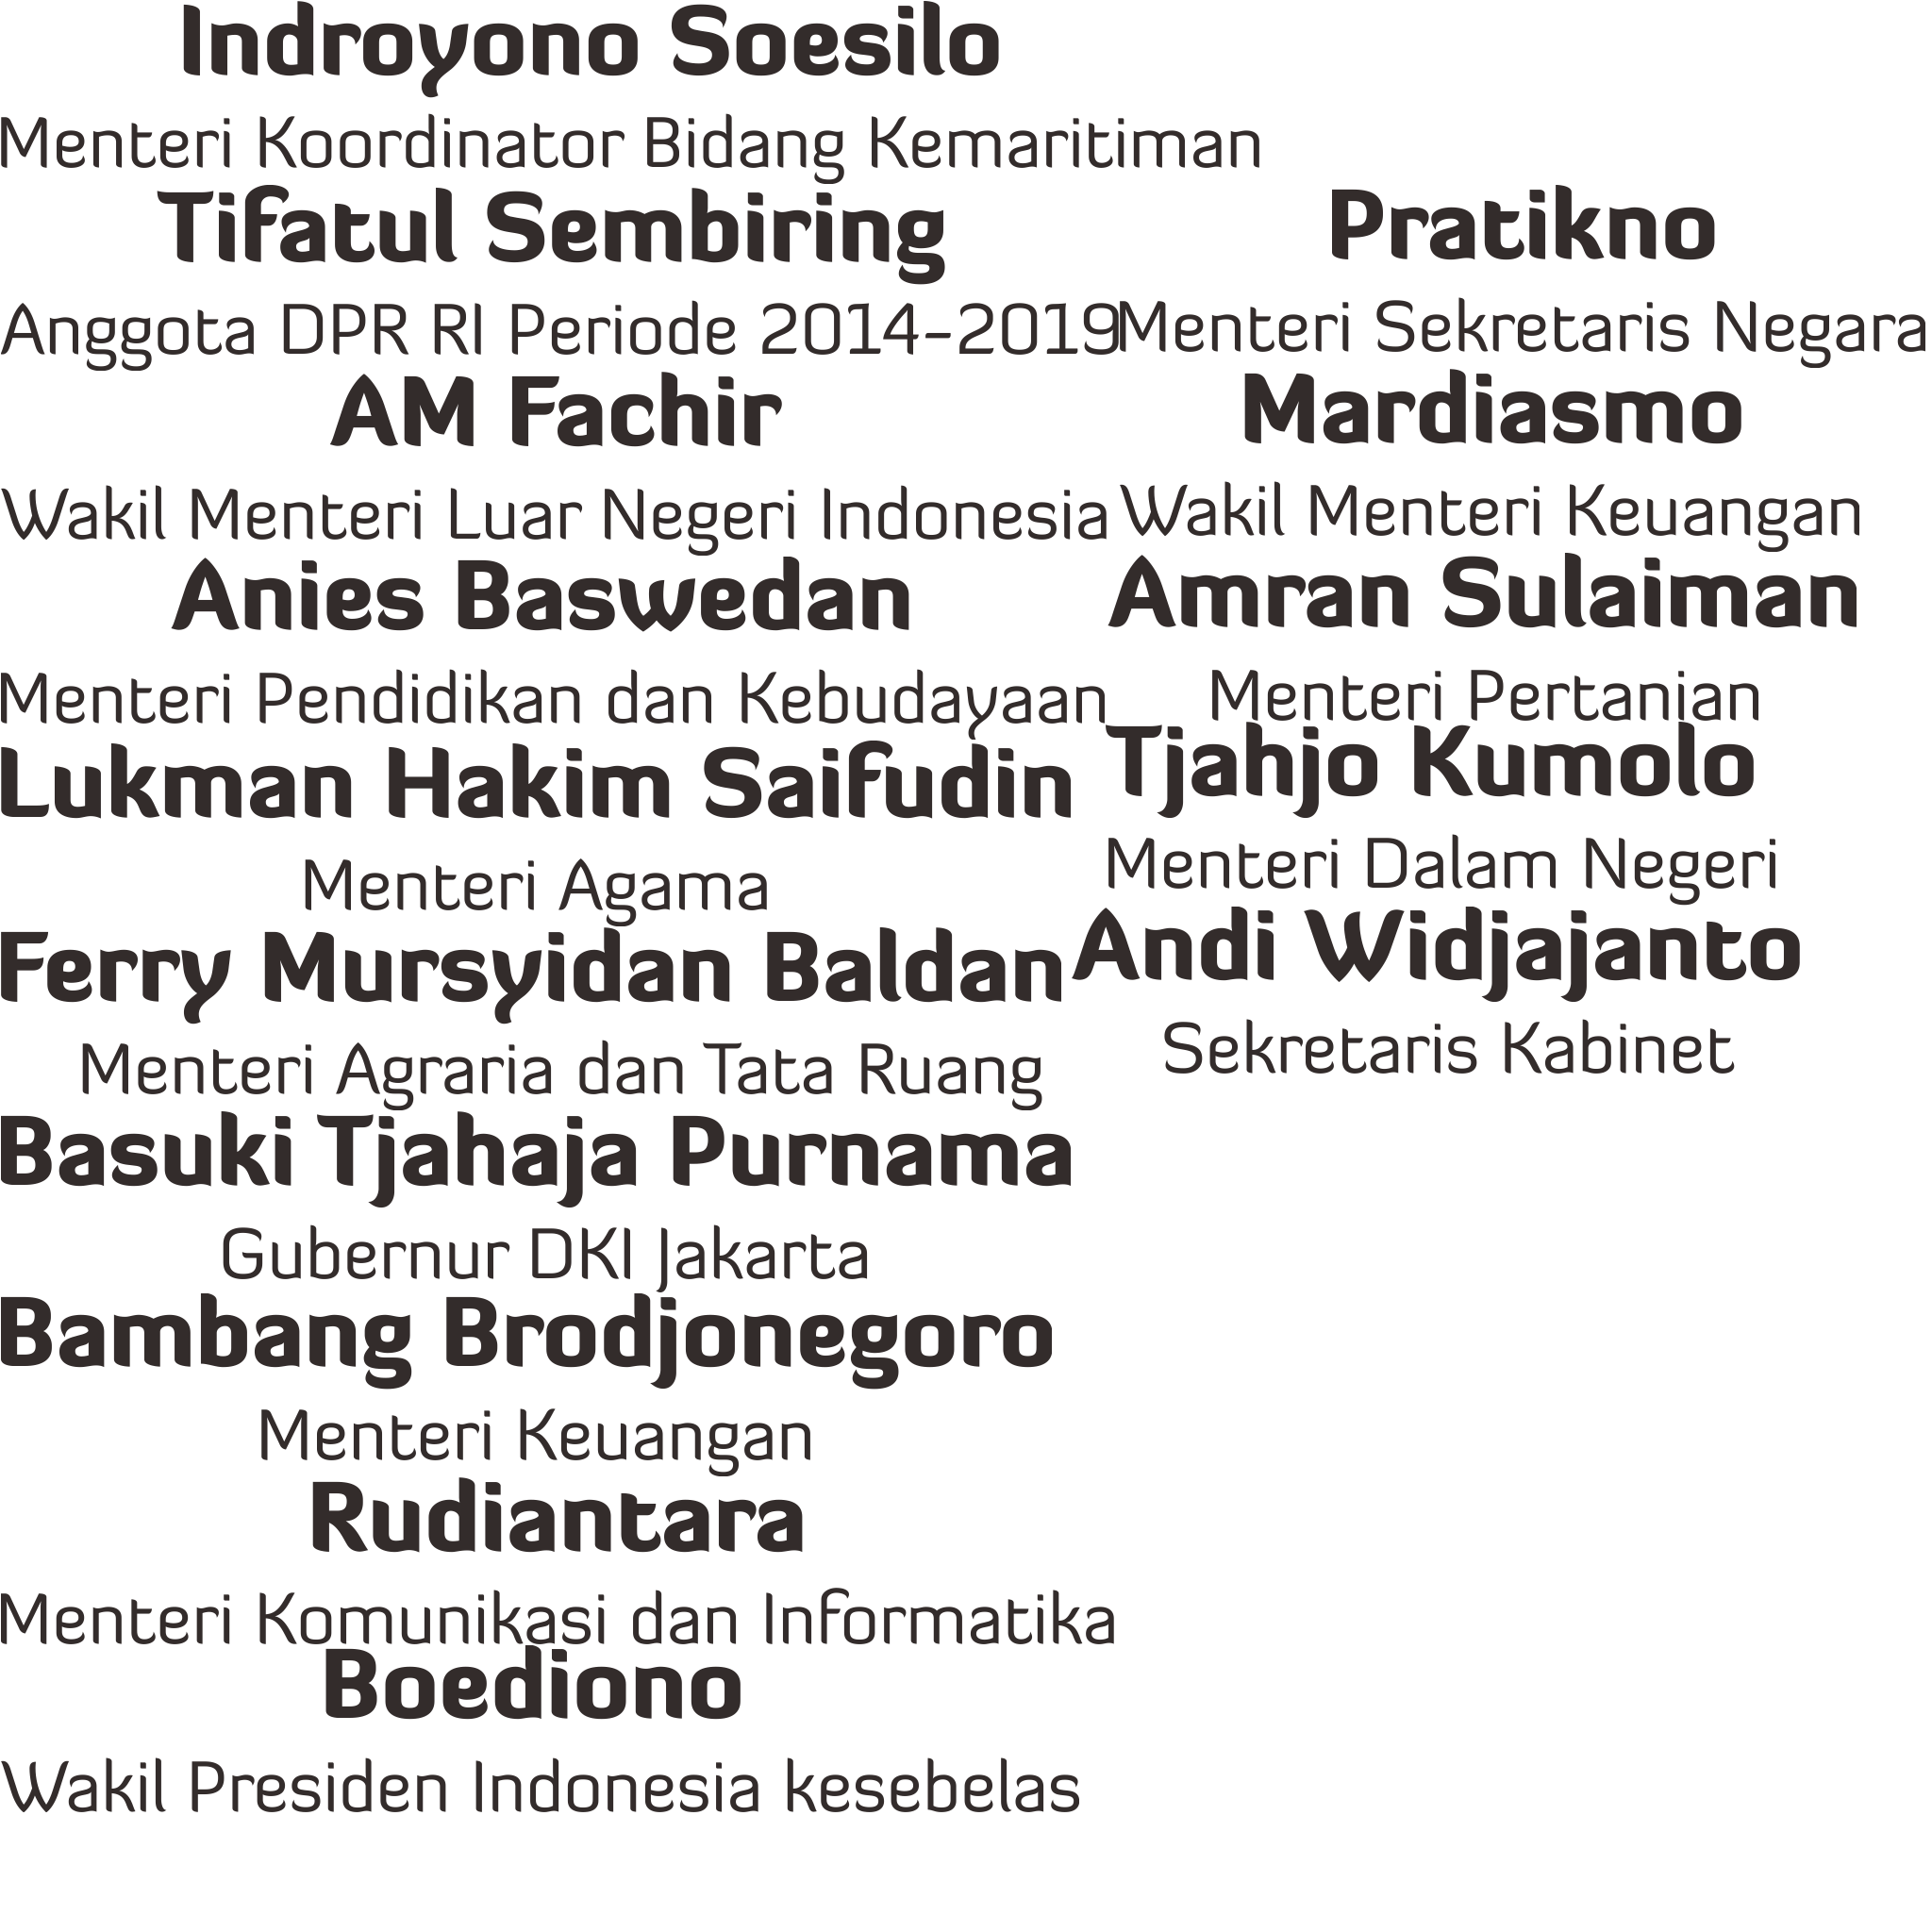 Indroyono Soesilo
Menteri Koordinator Bidang Kemaritiman
Tifatul Sembiring
Anggota DPR RI Periode 2014-2019
AM Fachir
Wakil Menteri Luar Negeri Indonesia
Anies Baswedan
Menteri Pendidikan dan Kebudayaan
Lukman Hakim Saifudin
Menteri Agama
Ferry Mursyidan Baldan
Menteri Agraria dan Tata Ruang
Basuki Tjahaja Purnama
Gubernur DKI Jakarta
Bambang Brodjonegoro
Menteri Keuangan
Rudiantara
Menteri Komunikasi dan Informatika
Boediono
Wakil Presiden Indonesia kesebelas
Pratikno
Menteri Sekretaris Negara
Mardiasmo
Wakil Menteri Keuangan
Amran Sulaiman
Menteri Pertanian
Tjahjo Kumolo
Menteri Dalam Negeri
Andi Widjajanto
Sekretaris Kabinet